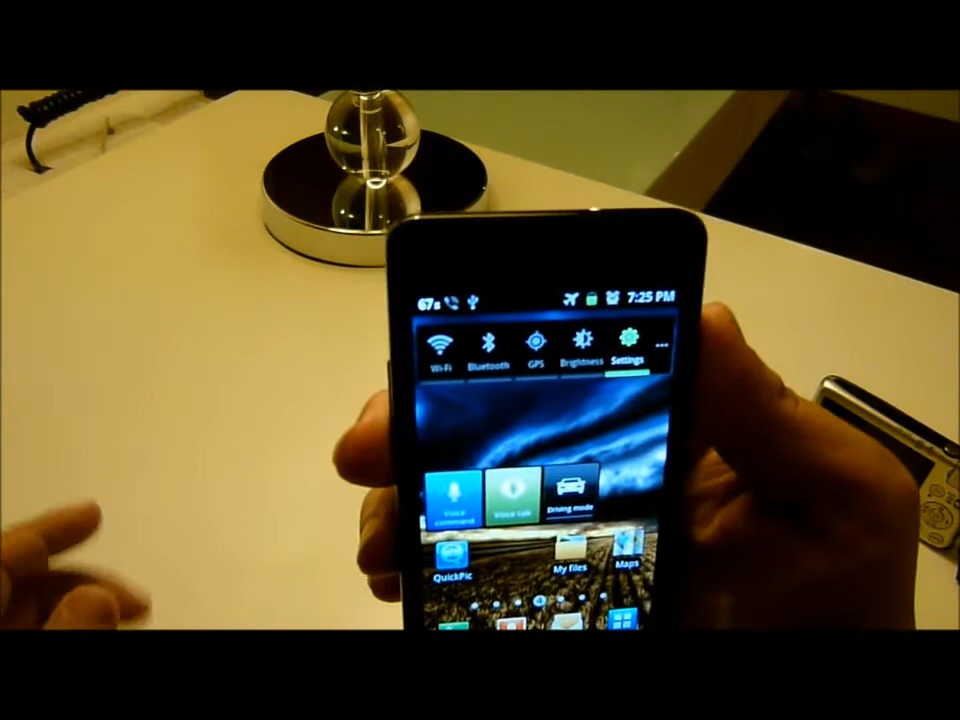 67s 7:25 PM
Wi-Fi Bluetooth GPS Brightness Settings ...
Voice command Voice talk Driving mode
QuickPic My files Maps